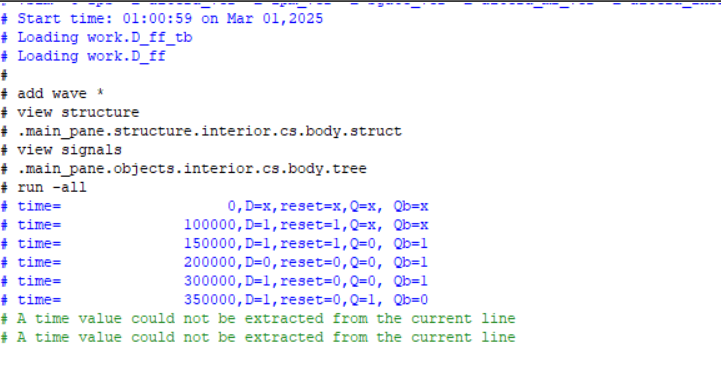 # Start time: 01:00:59 on Mar 01,2025
# Loading work.D_ff_tb
# Loading work.D_ff
#
# add wave *
# view structure
# .main_pane.structure.interior.cs.body.struct
# view signals
# .main_pane.objects.interior.cs.body.tree
# run -all
# time=                   0,D=x,reset=x,Q=x, Qb=x
# time=              100000,D=1,reset=1,Q=x, Qb=x
# time=              150000,D=1,reset=1,Q=0, Qb=1
# time=              200000,D=0,reset=0,Q=0, Qb=1
# time=              300000,D=1,reset=0,Q=0, Qb=1
# time=              350000,D=1,reset=0,Q=1, Qb=0
# A time value could not be extracted from the current line
# A time value could not be extracted from the current line